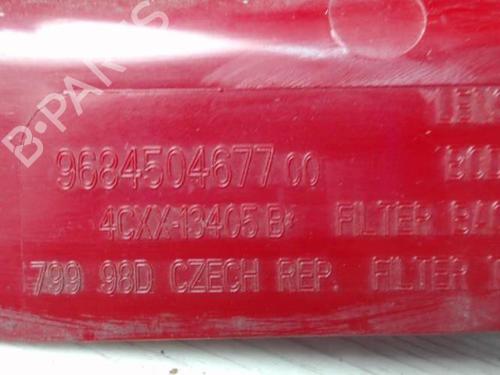 B-PARTS
9684504677 00
4CXX-13405 B FILTER
799 98D CZECH REP. FILTER